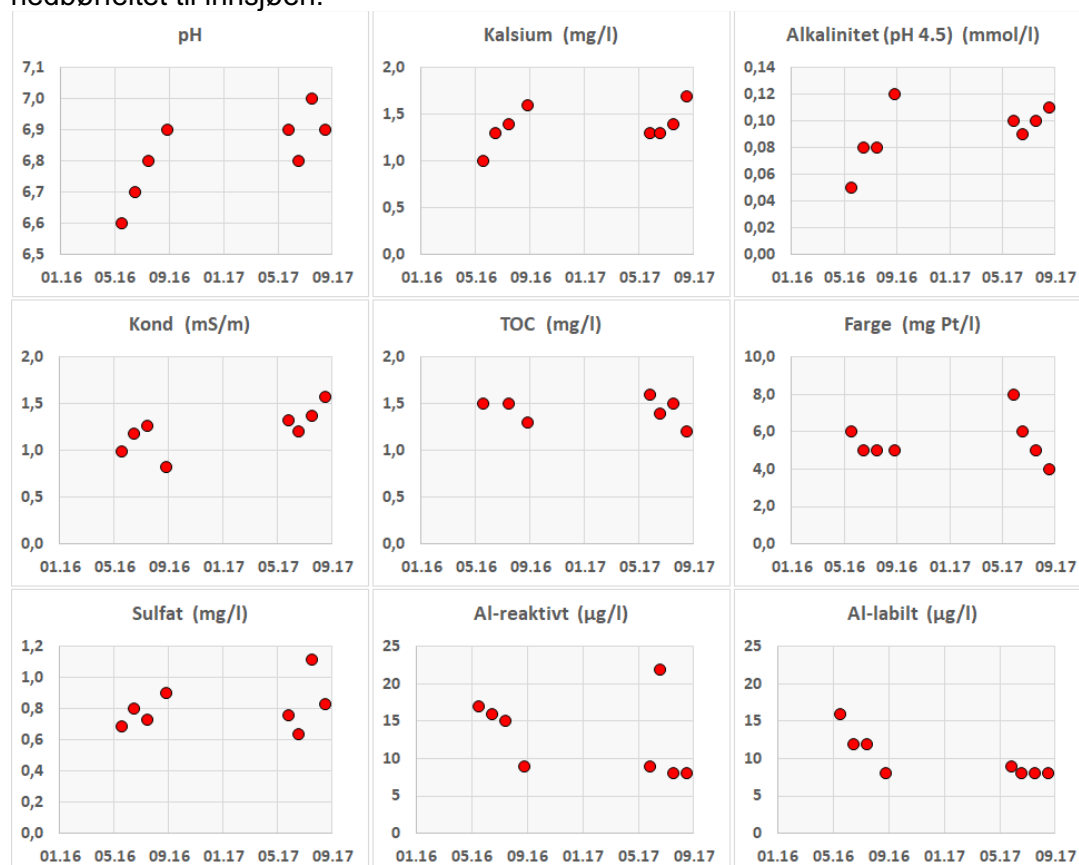 nedbørfeltet til innsjøen.
pH
Kalsium (mg/l)
Alkalinitet (pH 4.5) (mmol/l)
7,1
7,0
6,9
6,8
6,7
6,6
6,5
2,0
1,5
1,0
0,5
0,0
0,14
0,12
0,10
0,08
0,06
0,04
0,02
0,00
01.16 05.16 09.16 01.17 05.17 09.17
01.16 05.16 09.16 01.17 05.17 09.17
01.16 05.16 09.16 01.17 05.17 09.17
Kond (mS/m)
TOC (mg/l)
Farge (mg Pt/l)
2,0
1,5
1,0
0,5
0,0
2,0
1,5
1,0
0,5
0,0
10,0
8,0
6,0
4,0
2,0
0,0
01.16 05.16 09.16 01.17 05.17 09.17
01.16 05.16 09.16 01.17 05.17 09.17
01.16 05.16 09.16 01.17 05.17 09.17
Sulfat (mg/l)
Al-reaktivt (µg/l)
Al-labilt (µg/l)
1,2
1,0
0,8
0,6
0,4
0,2
0,0
25
20
15
10
5
0
25
20
15
10
5
0
01.16 05.16 09.16 01.17 05.17 09.17
01.16 05.16 09.16 01.17 05.17 09.17
01.16 05.16 09.16 01.17 05.17 09.17